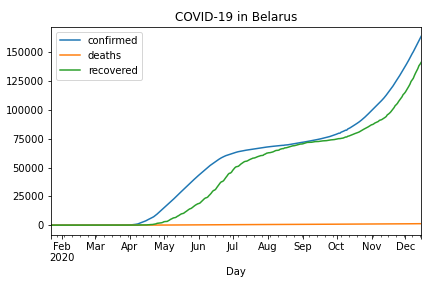 COVID-19 in Belarus
confirmed
deaths
recovered
150000
125000
100000
75000
50000
25000
0
Feb Mar Apr May Jun Jul Aug Sep Oct Nov Dec
2020
Day